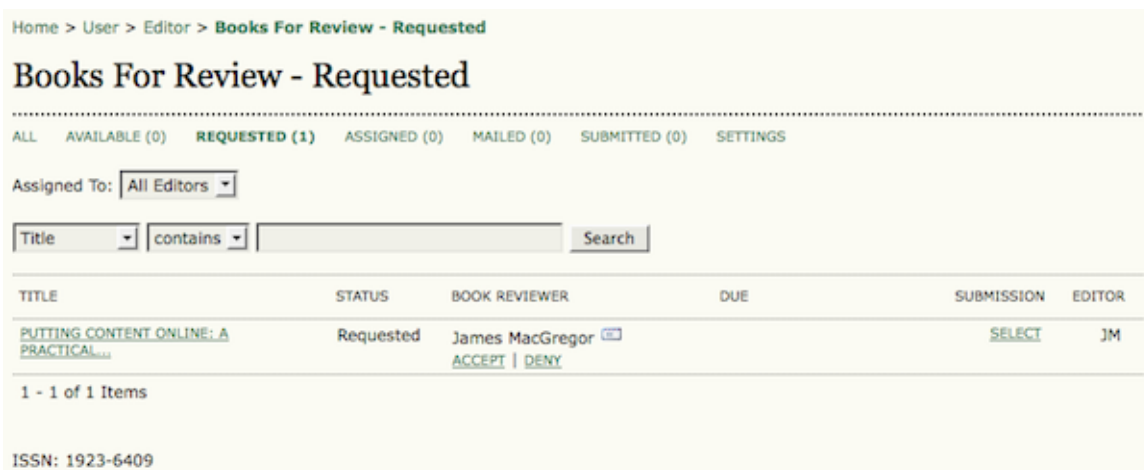 Home > User > Editor > Books For Review - Requested
Books For Review - Requested
ALL AVAILABLE (0) REQUESTED (1) ASSIGNED (0) MAILED (0) SUBMITTED (0) SETTINGS
Assigned To: All Editors
Title contains Search
TITLE STATUS BOOK REVIEWER DUE SUBMISSION EDITOR
PUTTING CONTENT ONLINE: A Requested James MacGregor SELECT JM
PRACTICAL... ACCEPT | DENY
1 - 1 of 1 Items
ISSN: 1923-6409